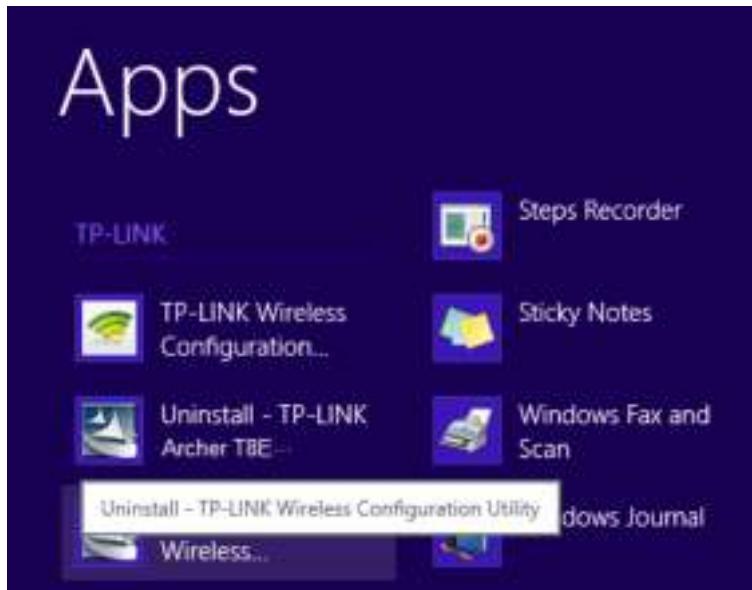 Apps
TP-LINK
TP-LINK Wireless
Configuration...
Uninstall - TP-LINK
Archer T8E...
Uninstall - TP-LINK Wireless Configuration Utility
Wireless...
Steps Recorder
Sticky Notes
Windows Fax and
Scan
dows Journal